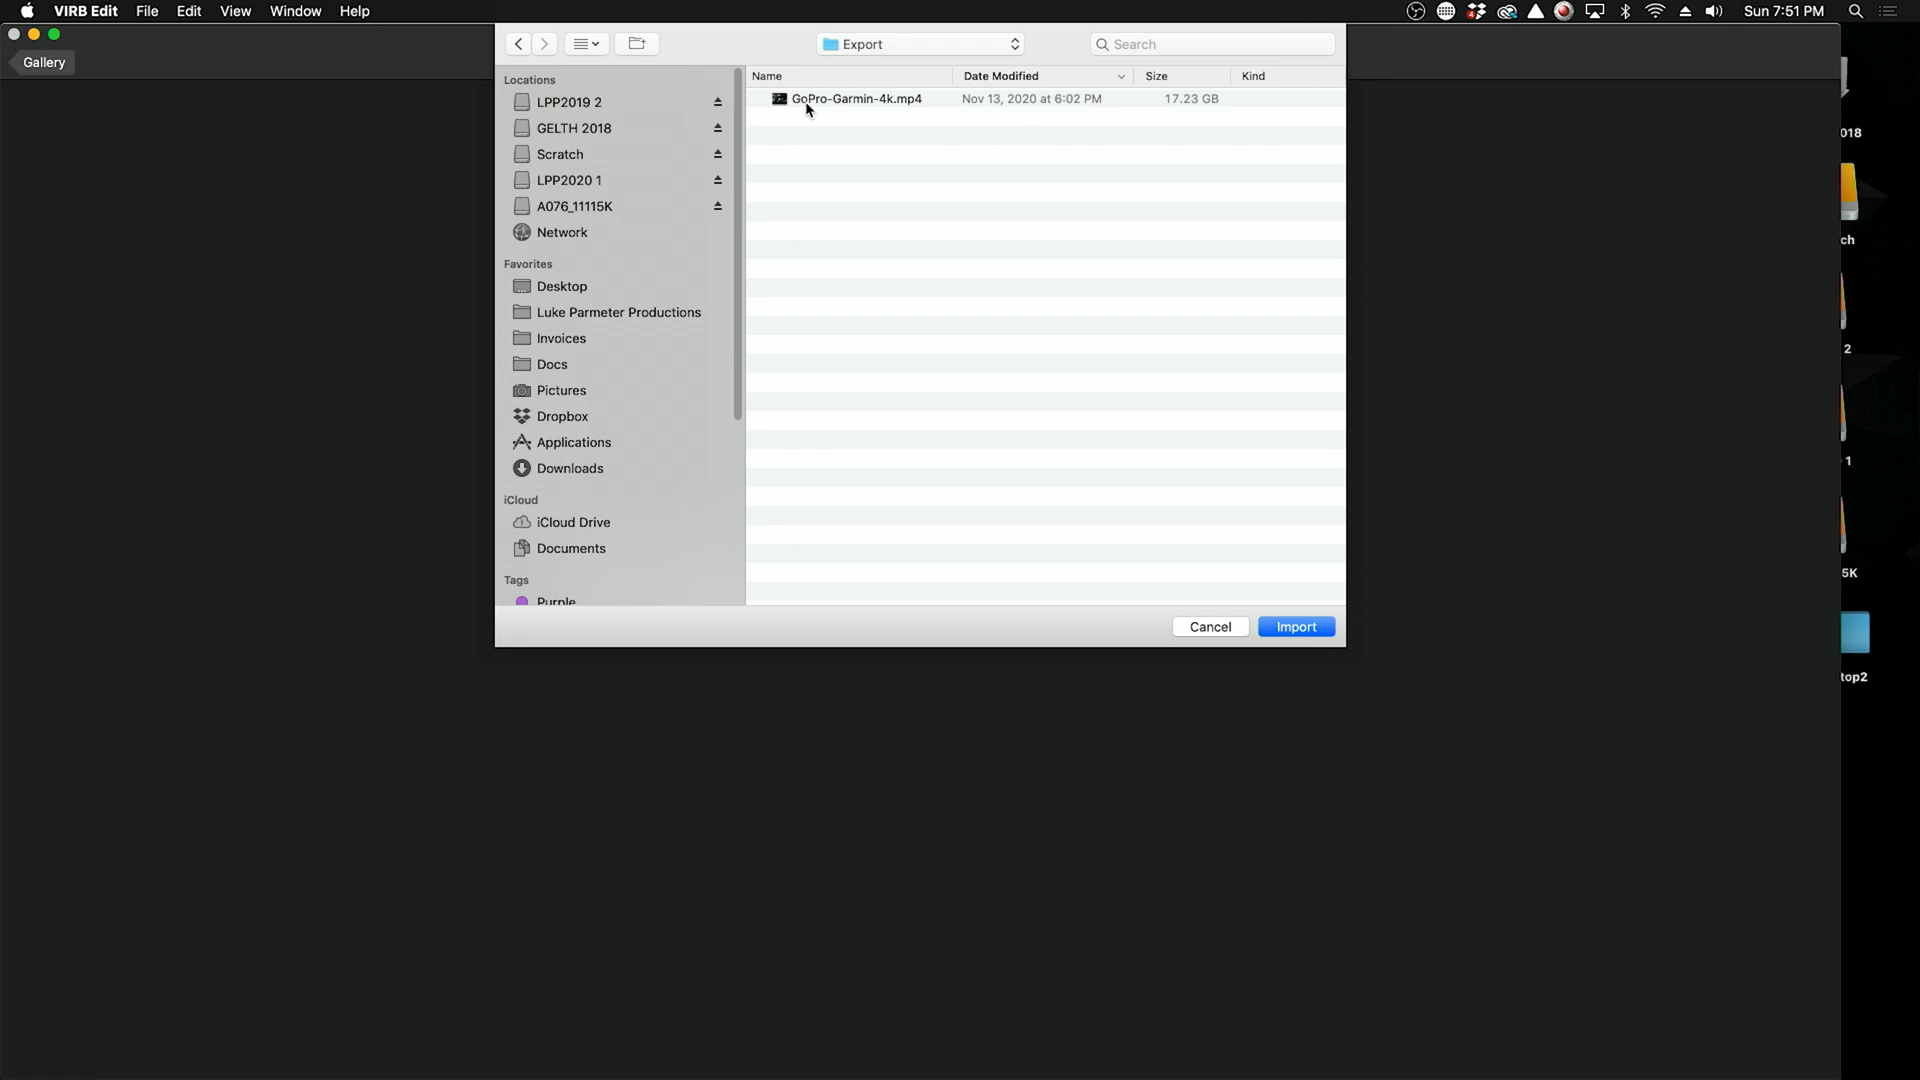 VIRB Edit File Edit View Window Help Sun 7:51 PM
Gallery
Export
Search
Locations
LPP2019 2
GELTH 2018
Scratch
LPP2020 1
A076_11115K
Network
Favorites
Desktop
Luke Parmeter Productions
Invoices
Docs
Pictures
Dropbox
Applications
Downloads
iCloud
iCloud Drive
Documents
Tags
Purple
Name Date Modified Size Kind
GoPro-Garmin-4k.mp4 Nov 13, 2020 at 6:02 PM 17.23 GB
Cancel Import
018
ch
2
1
5K
top2